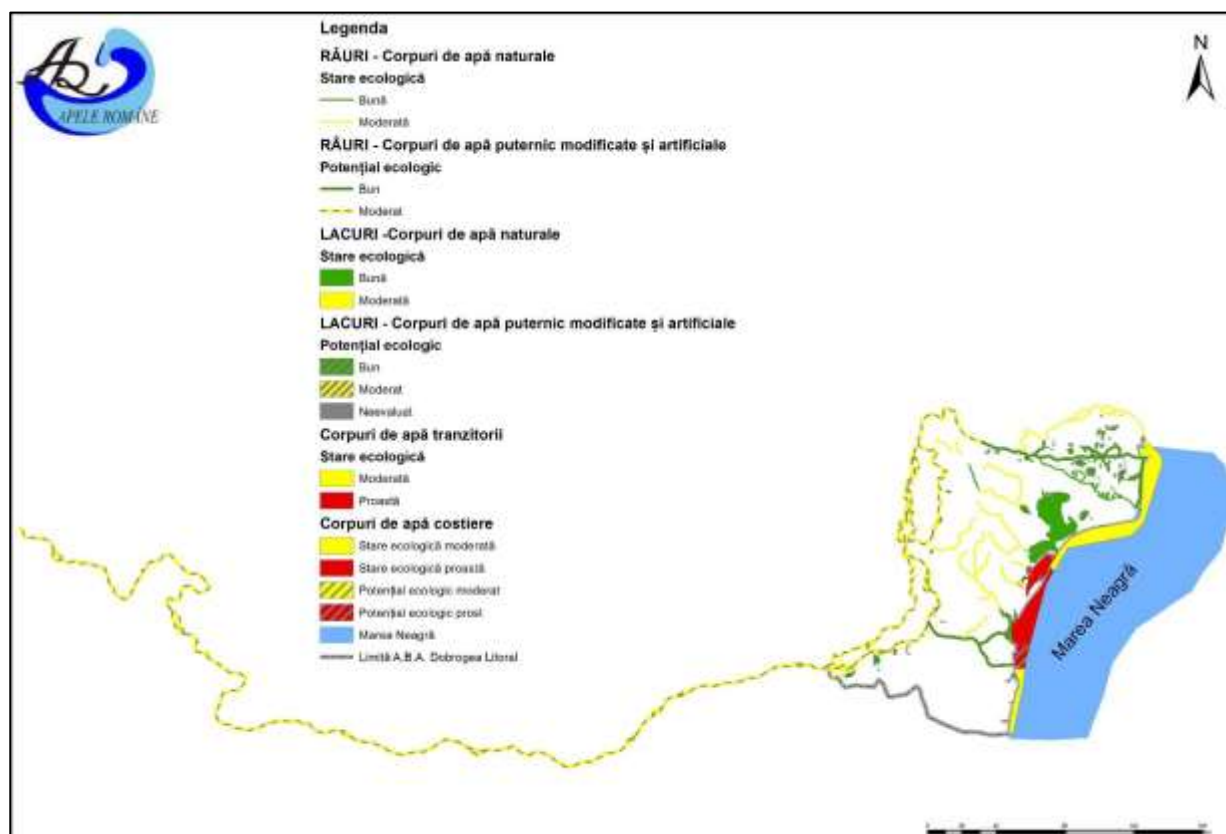 APELE ROMÂNE
Legenda
RÂURI - Corpuri de apă naturale
Stare ecologică
Bună
Moderată
RÂURI - Corpuri de apă puternic modificate și artificiale
Potențial ecologic
Bun
Moderat
LACURI -Corpuri de apă naturale
Stare ecologică
Bună
Moderată
LACURI - Corpuri de apă puternic modificate și artificiale
Potențial ecologic
Bun
Moderat
Neevaluat
Corpuri de apă tranzitorii
Stare ecologică
Moderată
Proastă
Corpuri de apă costiere
Stare ecologică moderată
Stare ecologică proastă
Potențial ecologic moderat
Potențial ecologic prost
Marea Neagră
Limită A.B.A. Dobrogea Litoral
N
Marea Neagră